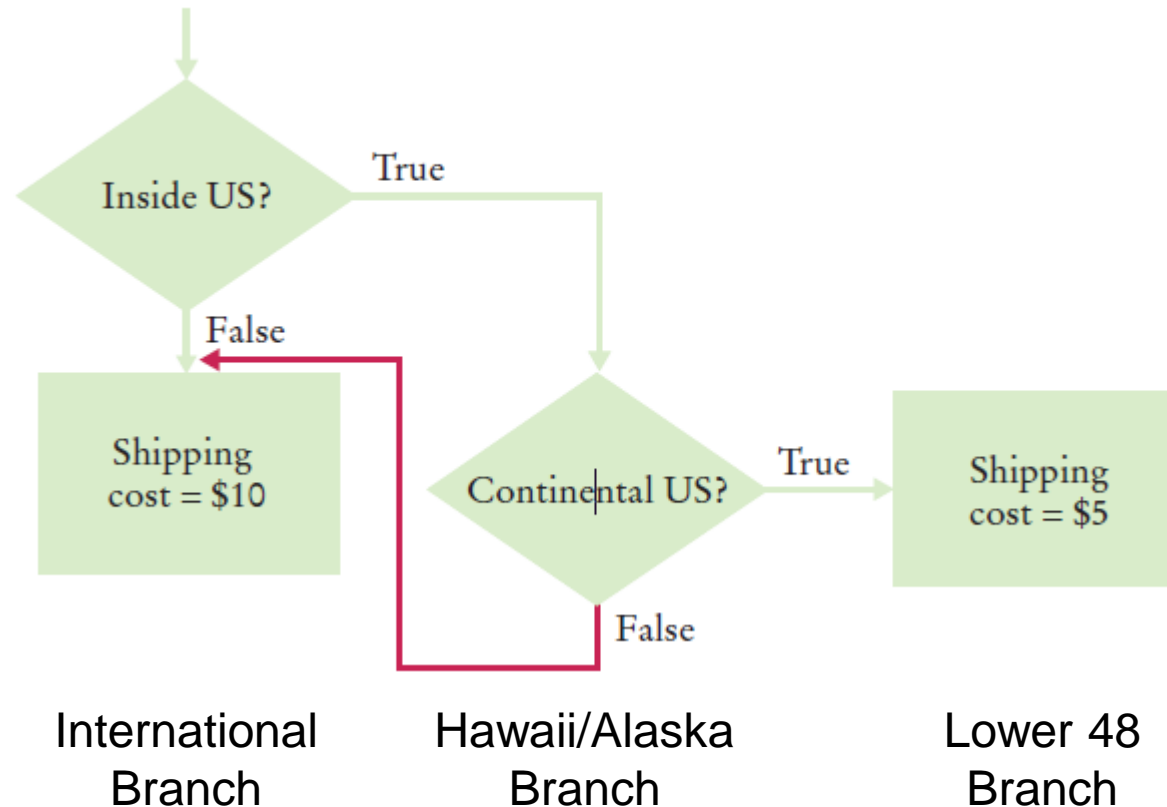 True
Inside US?
False
Shipping
cost = $10
Continental US?
True
Shipping
cost = $5
False
International
Branch
Hawaii/Alaska
Branch
Lower 48
Branch